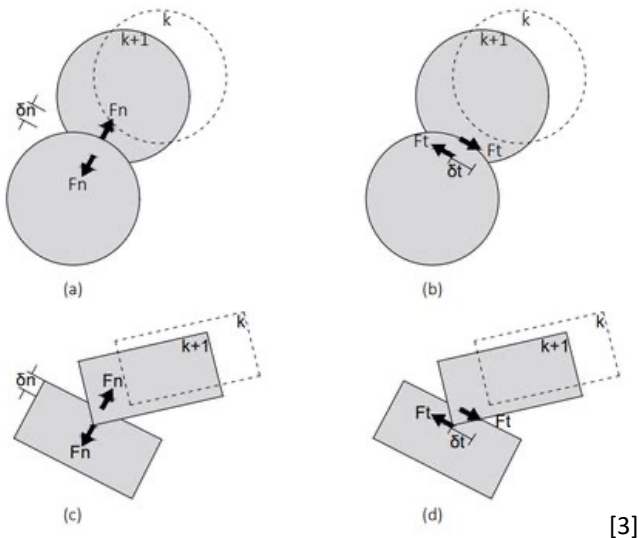 k
k+1
δn
Fn
Fn
(a)
k
k+1
Ft
Ft
δt
(b)
k
k+1
δn
Fn
Fn
(c)
k
k+1
Ft
Ft
δt
(d)
[3]